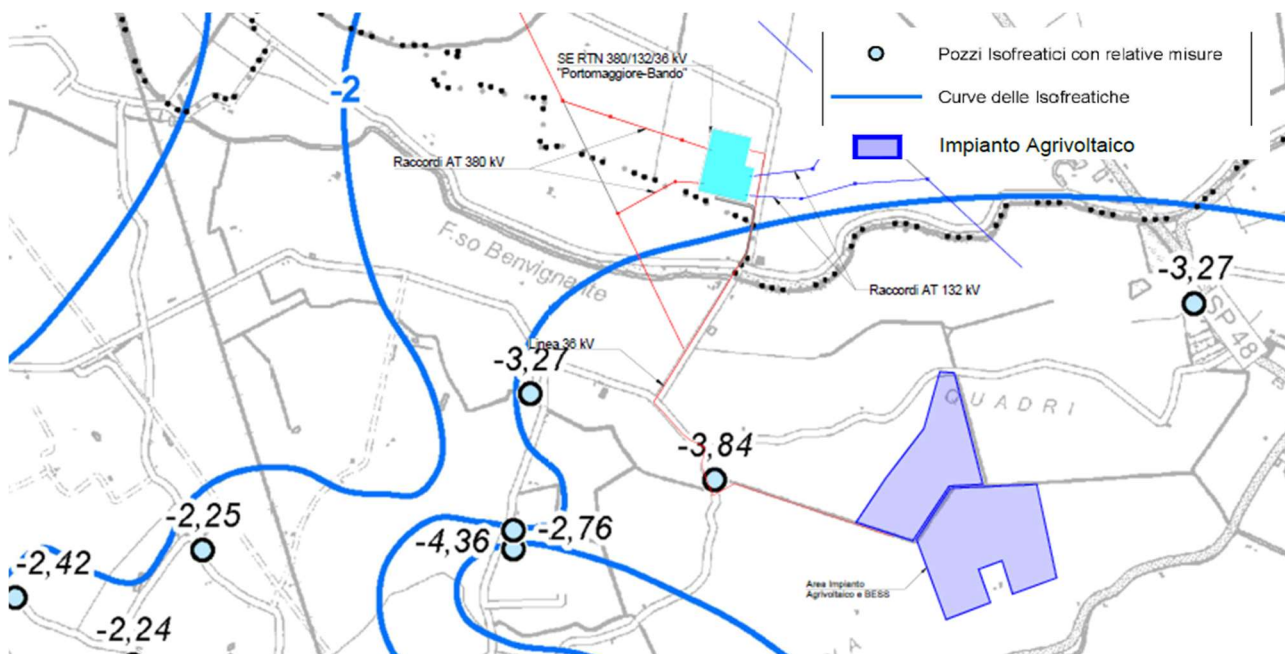 SE RTN 380/132/36 kV
"Portomaggiore-Bando"
Pozzi Isofreatici con relative misure
Curve delle Isofreatiche
Impianto Agrivoltaico
-2
Raccordi AT 380 kV
F.so Benvignante
Raccordi AT 132 kV
-3,27
SP 48
Linea 36 kV
-3,27
QUADRI
-3,84
-2,25
-2,76
-4,36
-2,42
Area Impianto
Agrivoltaico e BESS
-2,24